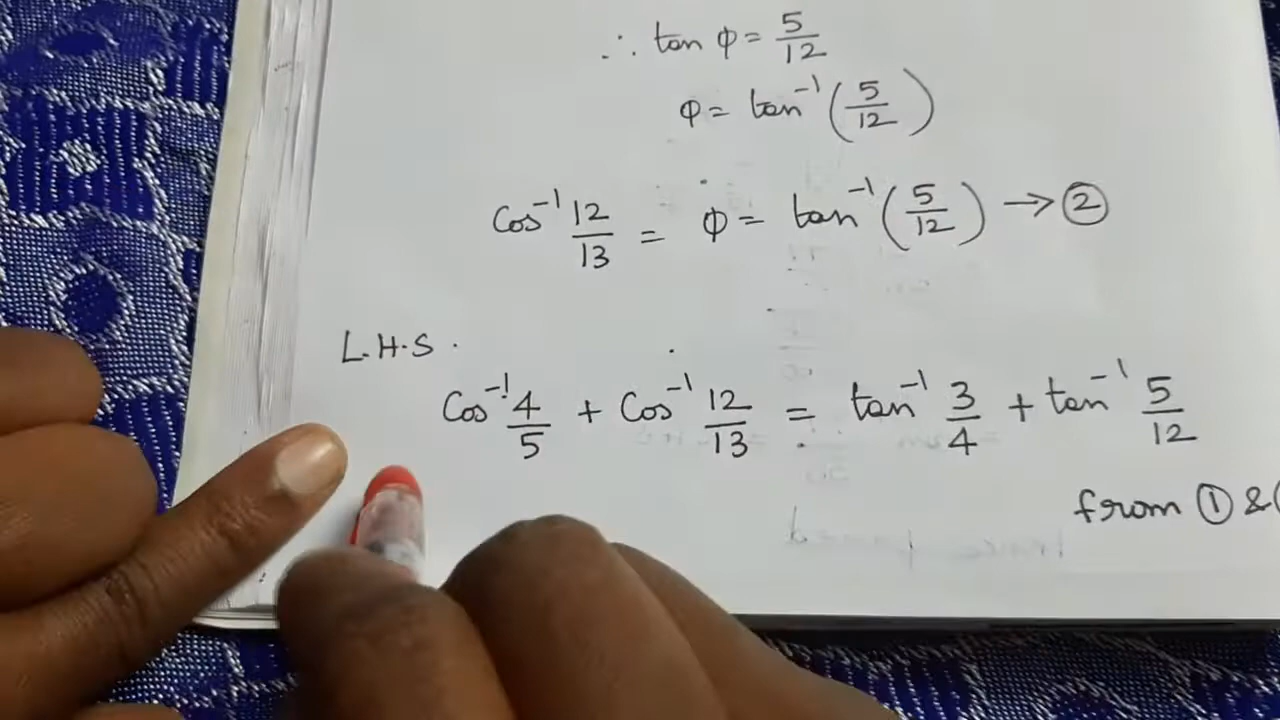 ∴ tan φ = 5/12
φ = tan⁻¹(5/12)
cos⁻¹ 12/13 = φ = tan⁻¹(5/12) → ②
L.H.S.
Cos⁻¹ 4/5 + Cos⁻¹ 12/13 = tan⁻¹ 3/4 + tan⁻¹ 5/12
from ① &